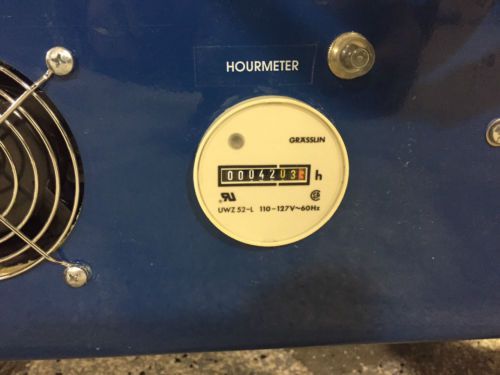 HOURMETER
GRÄSSLIN
0004203 h
UWZ 52-L 110-127V~60Hz